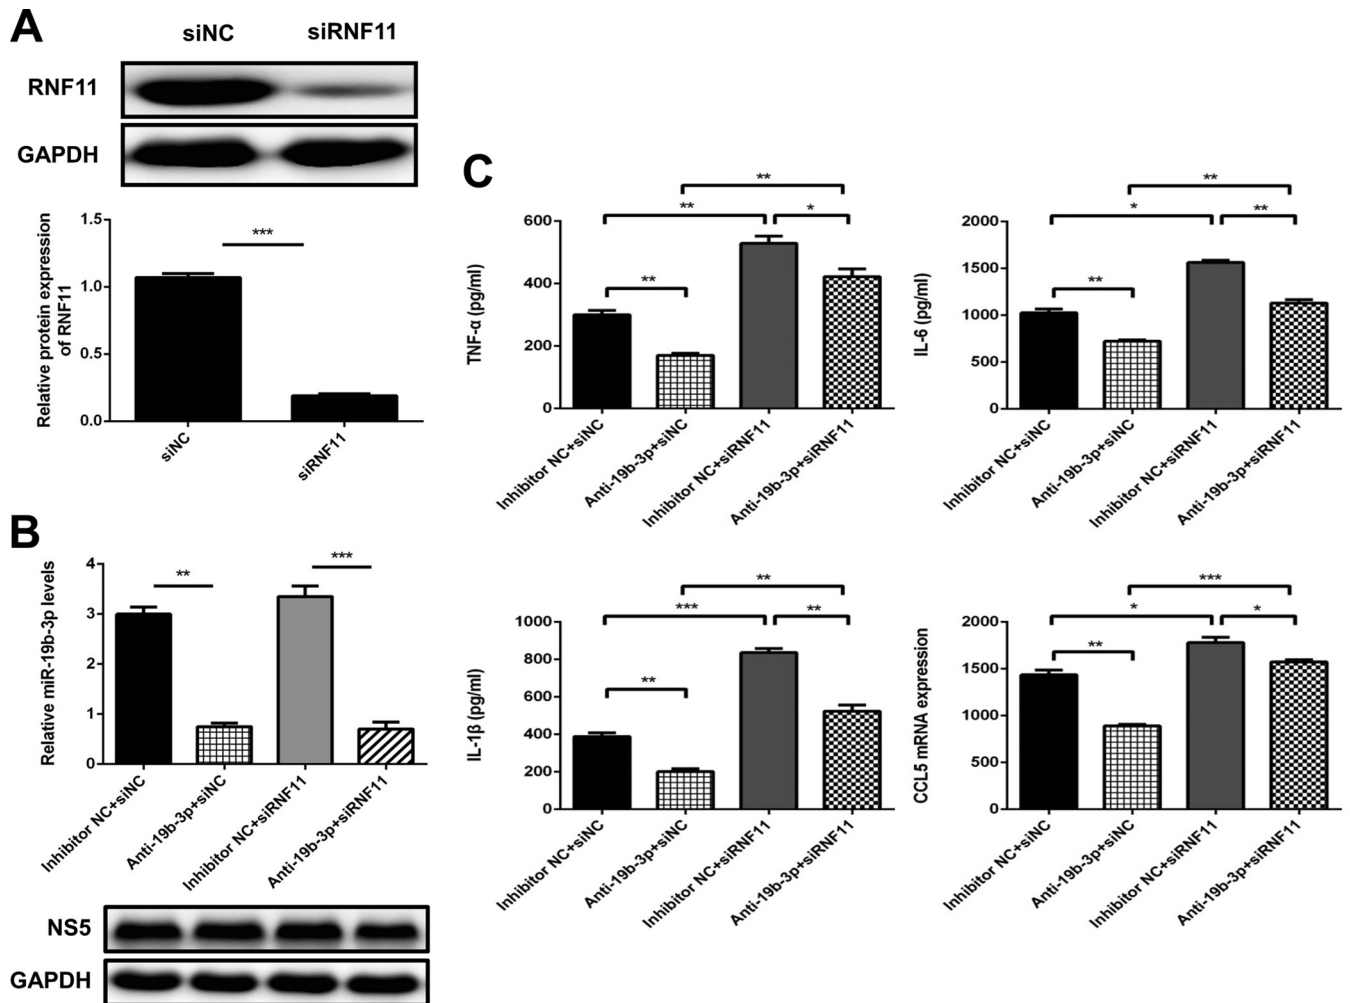 A
siNC siRNF11
RNF11
GAPDH
Relative protein expression
of RNF11
1.5
1.0
0.5
0.0
***
siNC
siRNF11
B
Relative miR-19b-3p levels
4
3
2
1
0
**
***
Inhibitor NC+siNC
Anti-19b-3p+siNC
Inhibitor NC+siRNF11
Anti-19b-3p+siRNF11
NS5
GAPDH
C
TNF-α (pg/ml)
600
400
200
0
**
**
*
**
Inhibitor NC+siNC
Anti-19b-3p+siNC
Inhibitor NC+siRNF11
Anti-19b-3p+siRNF11
IL-6 (pg/ml)
2000
1500
1000
500
0
**
*
**
**
Inhibitor NC+siNC
Anti-19b-3p+siNC
Inhibitor NC+siRNF11
Anti-19b-3p+siRNF11
IL-1β (pg/ml)
1000
800
600
400
200
0
**
***
**
**
Inhibitor NC+siNC
Anti-19b-3p+siNC
Inhibitor NC+siRNF11
Anti-19b-3p+siRNF11
CCL5 mRNA expression
2000
1500
1000
500
0
***
*
*
**
Inhibitor NC+siNC
Anti-19b-3p+siNC
Inhibitor NC+siRNF11
Anti-19b-3p+siRNF11